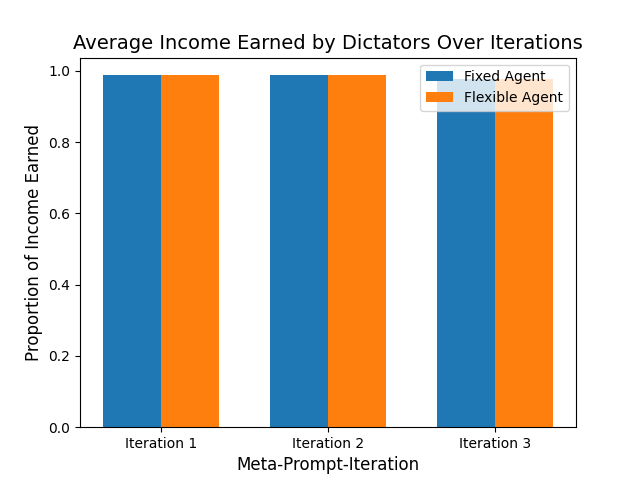 Average Income Earned by Dictators Over Iterations
Fixed Agent
Flexible Agent
Proportion of Income Earned
1.0
0.8
0.6
0.4
0.2
0.0
Iteration 1
Iteration 2
Iteration 3
Meta-Prompt-Iteration